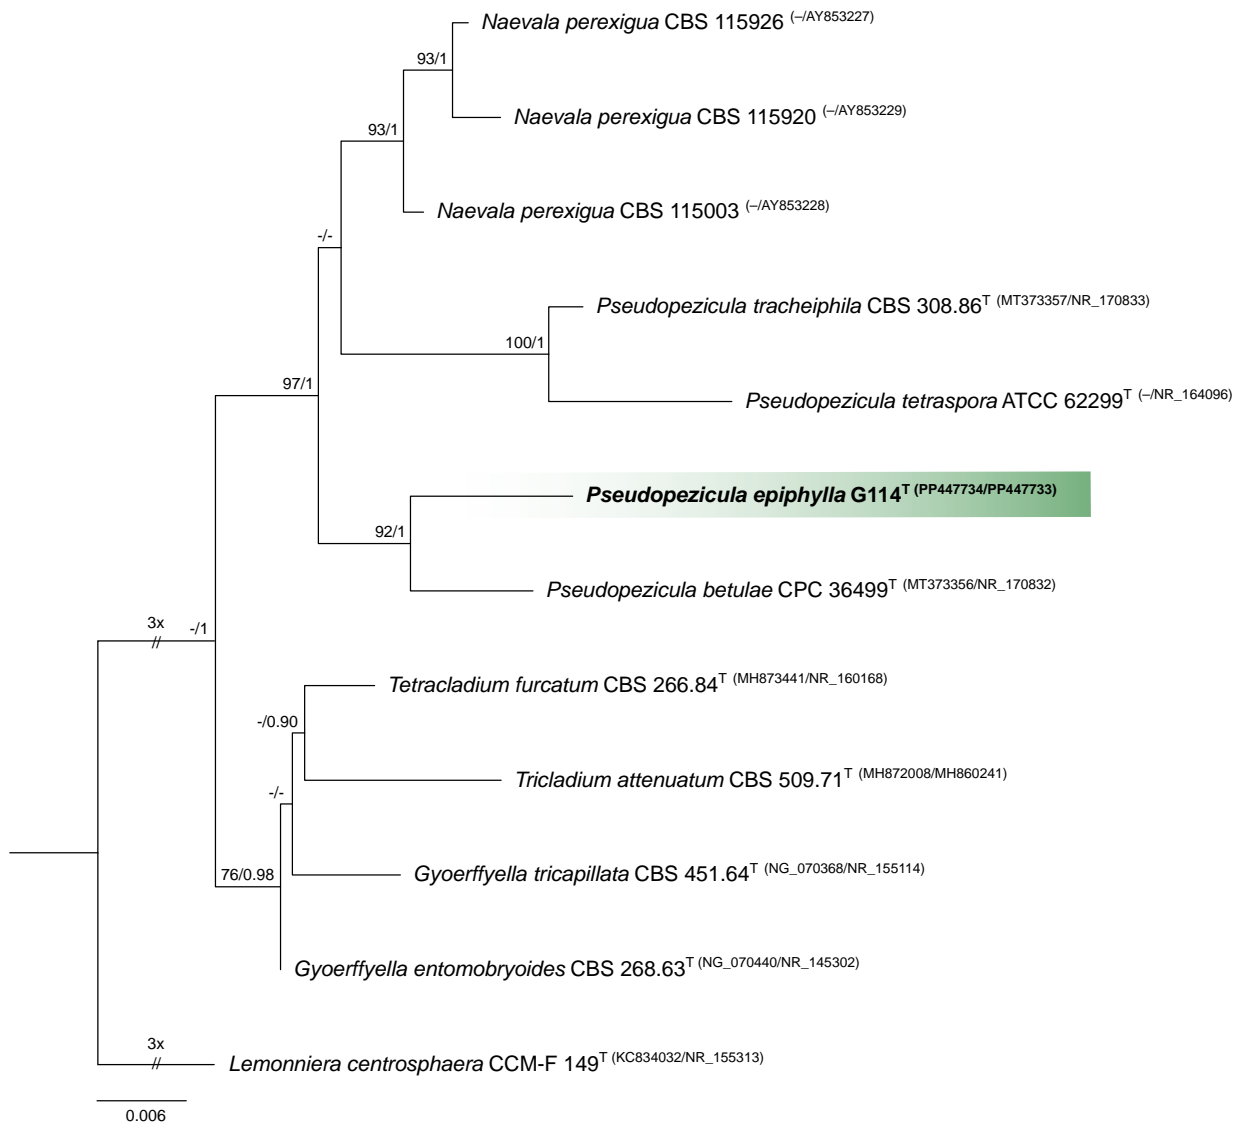 Naevala perexigua CBS 115926 (–/AY853227)
93/1
Naevala perexigua CBS 115920 (–/AY853229)
93/1
Naevala perexigua CBS 115003 (–/AY853228)
-/-
Pseudopezicula tracheiphila CBS 308.86T (MT373357/NR_170833)
100/1
97/1
Pseudopezicula tetraspora ATCC 62299T (–/NR_164096)
Pseudopezicula epiphylla G114T (PP447734/PP447733)
92/1
Pseudopezicula betulae CPC 36499T (MT373356/NR_170832)
3x
-/1
Tetracladium furcatum CBS 266.84T (MH873441/NR_160168)
-/0.90
Tricladium attenuatum CBS 509.71T (MH872008/MH860241)
-/-
76/0.98
Gyoerffyella tricapillata CBS 451.64T (NG_070368/NR_155114)
Gyoerffyella entomobryoides CBS 268.63T (NG_070440/NR_145302)
3x
Lemonniera centrosphaera CCM-F 149T (KC834032/NR_155313)
0.006